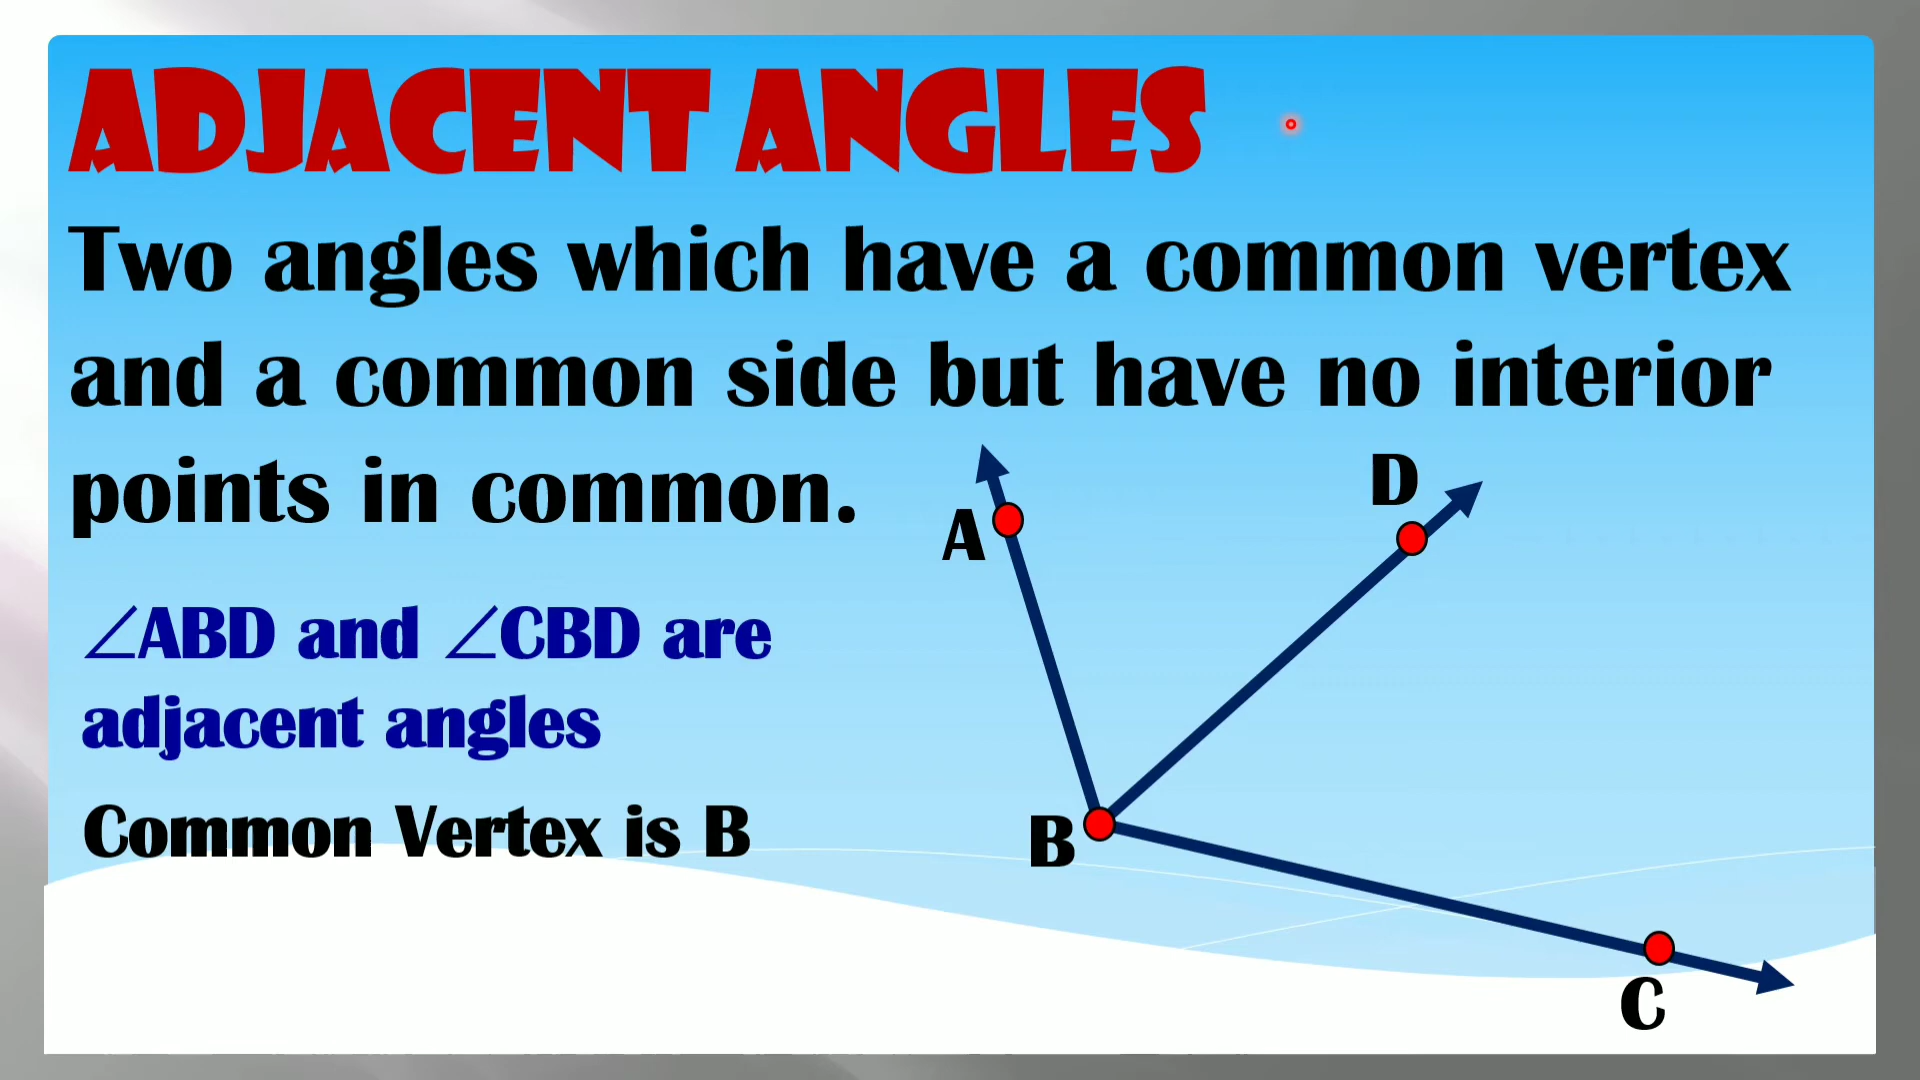 ADJACENT ANGLES
Two angles which have a common vertex
and a common side but have no interior
points in common.
∠ABD and ∠CBD are
adjacent angles
Common Vertex is B
A
D
B
C